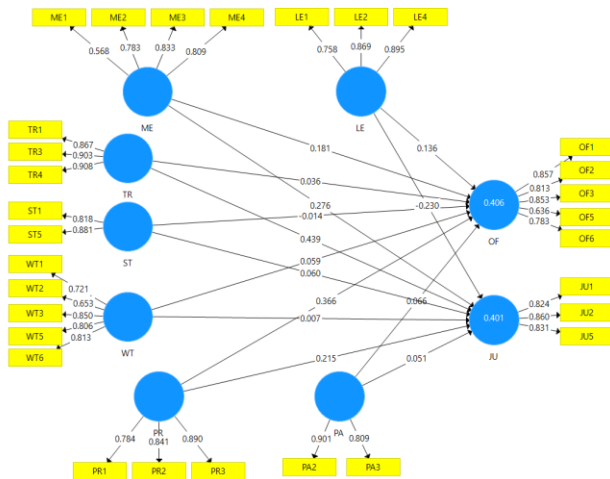 ME1 ME2 ME3 ME4
LE1 LE2 LE4
0.568 0.783 0.833 0.809
0.758 0.869 0.895
ME
LE
TR1
TR3
TR4
0.867
0.903
0.908
TR
0.181
0.136
0.036
0.276
-0.230
-0.014
0.439
0.059
0.060
0.366
0.066
0.007
0.215
0.051
ST1
ST5
0.818
0.881
ST
WT1
WT2
WT3
WT5
WT6
0.721
0.653
0.850
0.806
0.813
WT
0.406
OF
0.857
0.813
0.853
0.636
0.783
OF1
OF2
OF3
OF5
OF6
0.401
JU
0.824
0.860
0.831
JU1
JU2
JU5
PR
0.784 0.841 0.890
PR1 PR2 PR3
PA
0.901 0.809
PA2 PA3